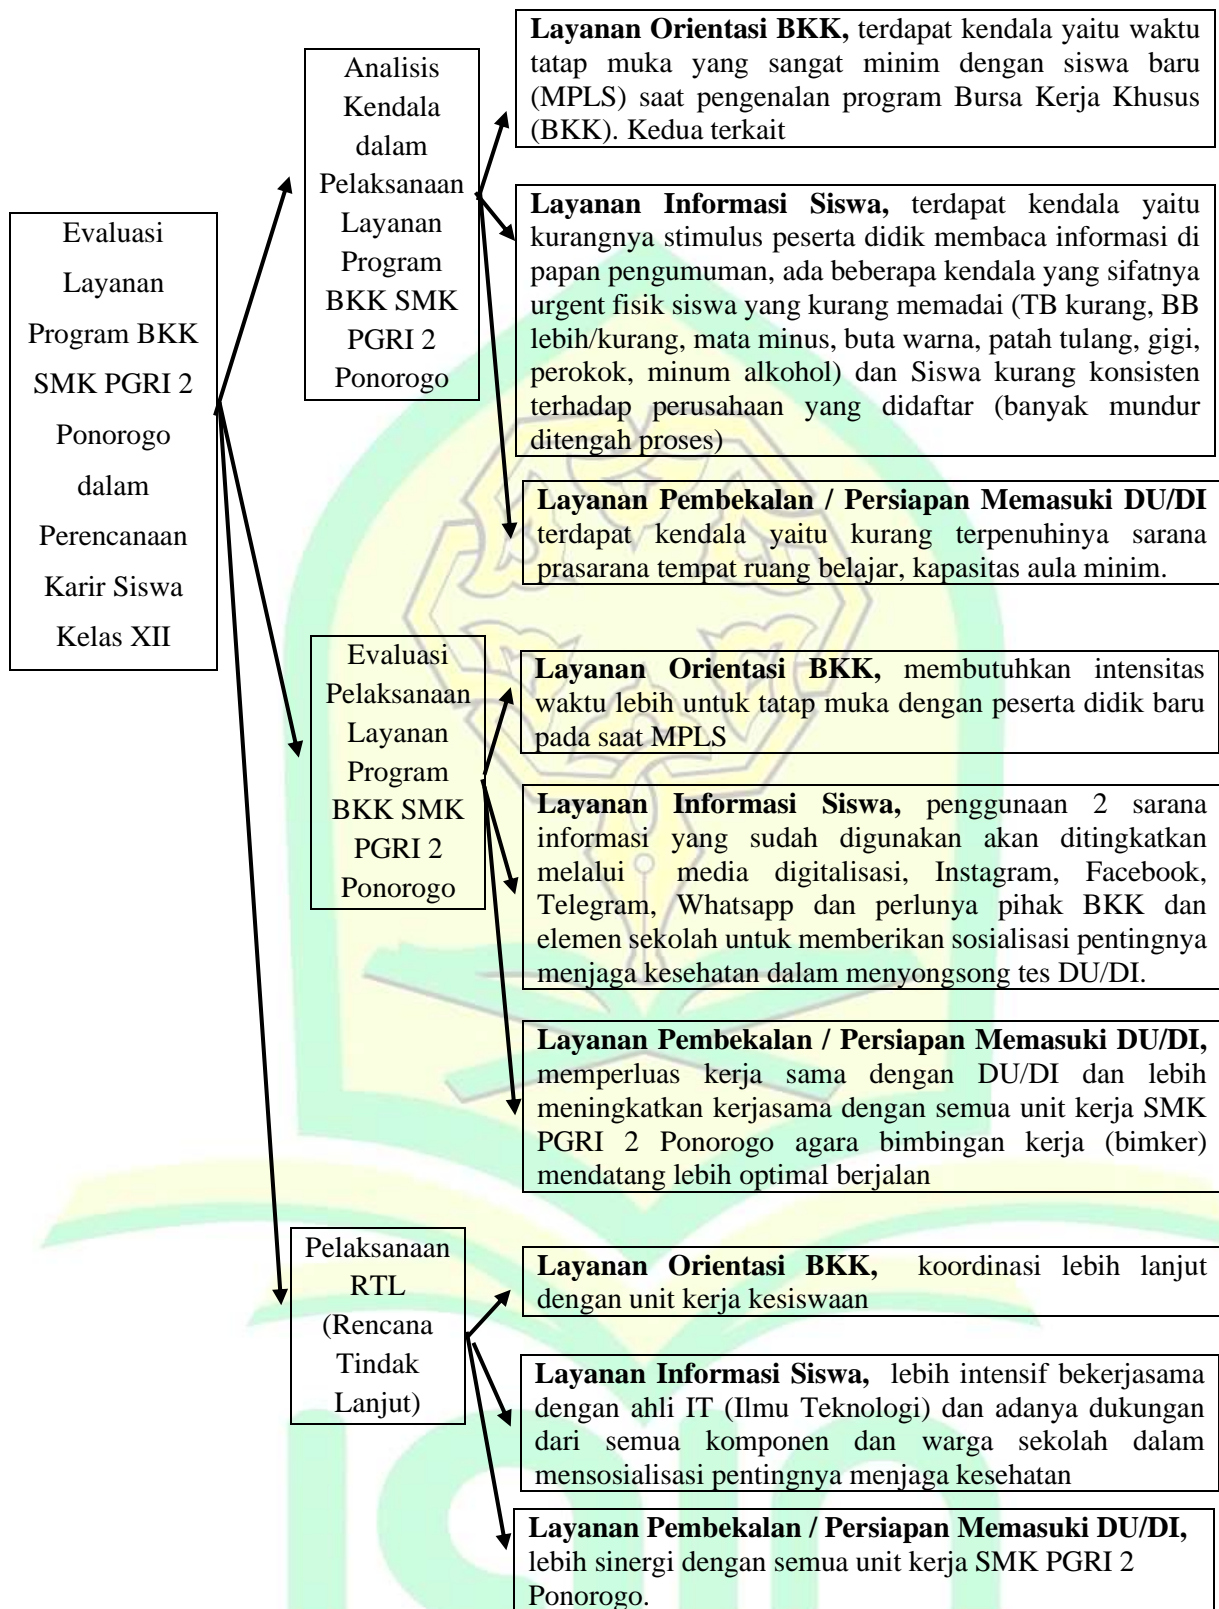 Evaluasi
Layanan
Program BKK
SMK PGRI 2
Ponorogo
dalam
Perencanaan
Karir Siswa
Kelas XII
Analisis
Kendala
dalam
Pelaksanaan
Layanan
Program
BKK SMK
PGRI 2
Ponorogo
Layanan Orientasi BKK, terdapat kendala yaitu waktu
tatap muka yang sangat minim dengan siswa baru
(MPLS) saat pengenalan program Bursa Kerja Khusus
(BKK). Kedua terkait
Layanan Informasi Siswa, terdapat kendala yaitu
kurangnya stimulus peserta didik membaca informasi di
papan pengumuman, ada beberapa kendala yang sifatnya
urgent fisik siswa yang kurang memadai (TB kurang, BB
lebih/kurang, mata minus, buta warna, patah tulang, gigi,
perokok, minum alkohol) dan Siswa kurang konsisten
terhadap perusahaan yang didaftar (banyak mundur
ditengah proses)
Layanan Pembekalan / Persiapan Memasuki DU/DI
terdapat kendala yaitu kurang terpenuhinya sarana
prasarana tempat ruang belajar, kapasitas aula minim.
Evaluasi
Pelaksanaan
Layanan
Program
BKK SMK
PGRI 2
Ponorogo
Layanan Orientasi BKK, membutuhkan intensitas
waktu lebih untuk tatap muka dengan peserta didik baru
pada saat MPLS
Layanan Informasi Siswa, penggunaan 2 sarana
informasi yang sudah digunakan akan ditingkatkan
melalui media digitalisasi, Instagram, Facebook,
Telegram, Whatsapp dan perlunya pihak BKK dan
elemen sekolah untuk memberikan sosialisasi pentingnya
menjaga kesehatan dalam menyongsong tes DU/DI.
Layanan Pembekalan / Persiapan Memasuki DU/DI,
memperluas kerja sama dengan DU/DI dan lebih
meningkatkan kerjasama dengan semua unit kerja SMK
PGRI 2 Ponorogo agara bimbingan kerja (bimker)
mendatang lebih optimal berjalan
Pelaksanaan
RTL
(Rencana
Tindak
Lanjut)
Layanan Orientasi BKK, koordinasi lebih lanjut
dengan unit kerja kesiswaan
Layanan Informasi Siswa, lebih intensif bekerjasama
dengan ahli IT (Ilmu Teknologi) dan adanya dukungan
dari semua komponen dan warga sekolah dalam
mensosialisasi pentingnya menjaga kesehatan
Layanan Pembekalan / Persiapan Memasuki DU/DI,
lebih sinergi dengan semua unit kerja SMK PGRI 2
Ponorogo.